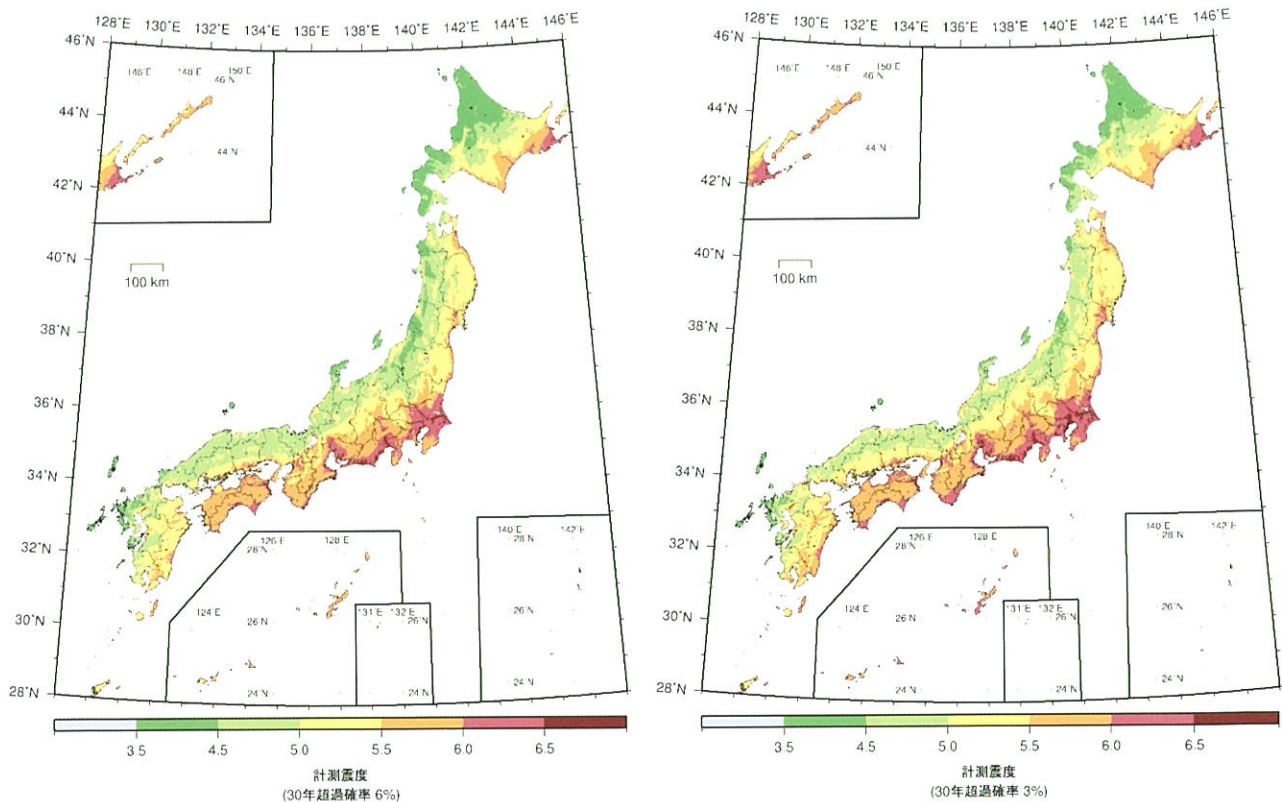 128°E 130°E 132°E 134°E 136°E 138°E 140°E 142°E 144°E 146°E
46°N
146°E 148°E 150°E
46°N
44°N
44°N
42°N
40°N
100 km
38°N
36°N
34°N
32°N
30°N
28°N
126°E 128°E
28°N
124°E
26°N
131°E 132°E
26°N
24°N
24°N
140°E 142°E
28°N
26°N
24°N
3.5 4.5 5.0 5.5 6.0 6.5
計測震度
(30年超過確率 6%)
128°E 130°E 132°E 134°E 136°E 138°E 140°E 142°E 144°E 146°E
46°N
146°E 148°E 150°E
46°N
44°N
44°N
42°N
40°N
100 km
38°N
36°N
34°N
32°N
30°N
28°N
126°E 128°E
28°N
124°E
26°N
131°E 132°E
26°N
24°N
24°N
140°E 142°E
28°N
26°N
24°N
3.5 4.5 5.0 5.5 6.0 6.5
計測震度
(30年超過確率 3%)